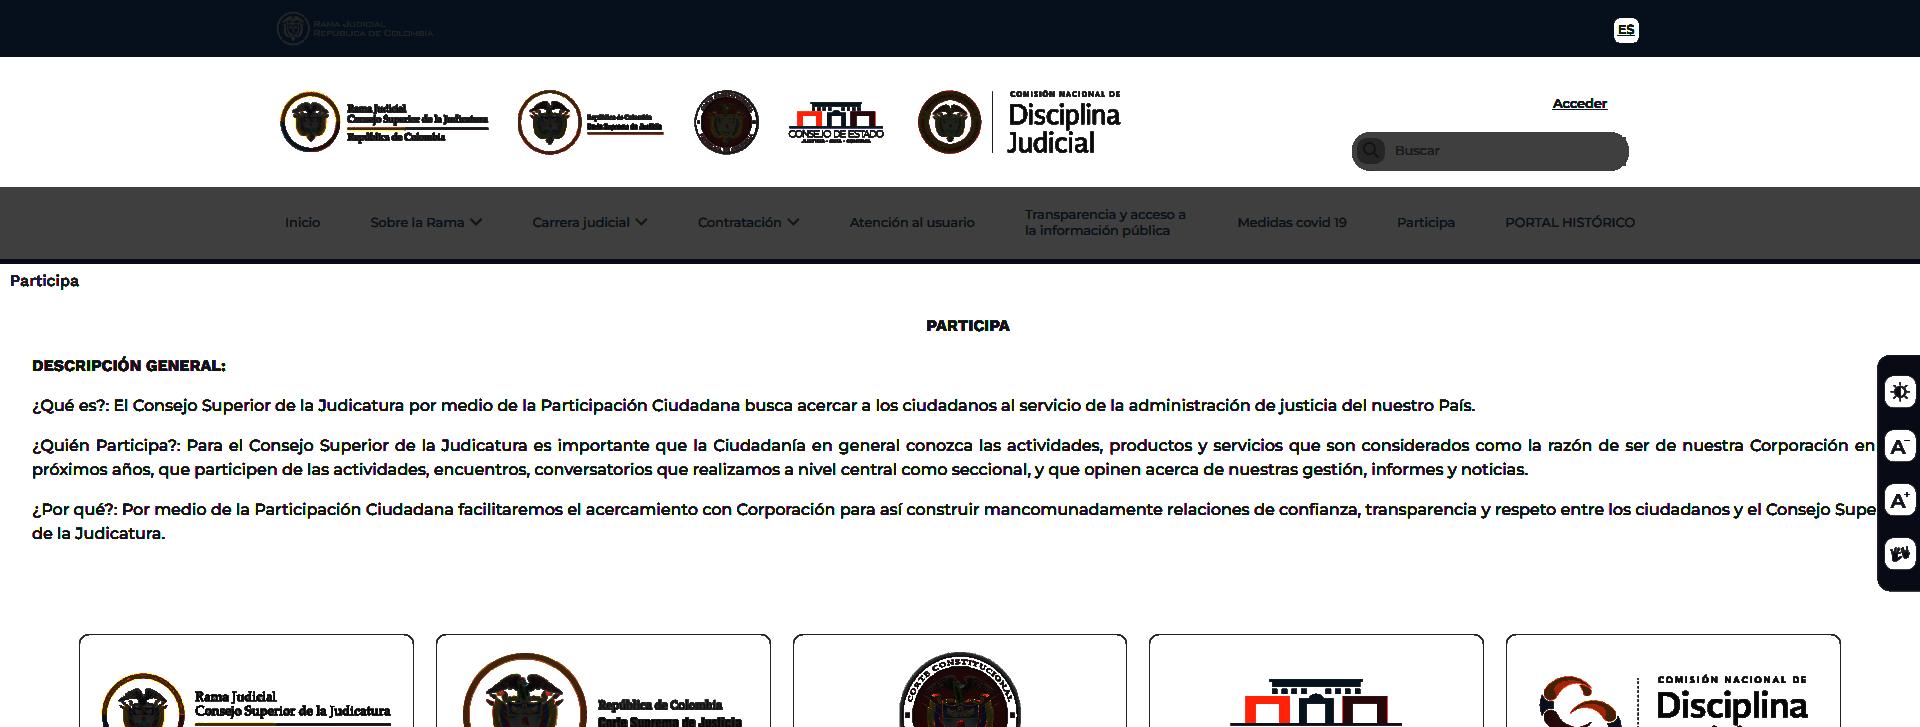 RAMA JUDICIAL
REPÚBLICA DE COLOMBIA
ES
Rama Judicial
Consejo Superior de la Judicatura
República de Colombia
República de Colombia
Corte Suprema de Justicia
CONSEJO DE ESTADO
COMISIÓN NACIONAL DE
Disciplina
Judicial
Acceder
Buscar
Inicio
Sobre la Rama
Carrera judicial
Contratación
Atención al usuario
Transparencia y acceso a
la información pública
Medidas covid 19
Participa
PORTAL HISTÓRICO
Participa
PARTICIPA
DESCRIPCIÓN GENERAL:
¿Qué es?: El Consejo Superior de la Judicatura por medio de la Participación Ciudadana busca acercar a los ciudadanos al servicio de la administración de justicia del nuestro País.
¿Quién Participa?: Para el Consejo Superior de la Judicatura es importante que la Ciudadanía en general conozca las actividades, productos y servicios que son considerados como la razón de ser de nuestra Corporación en
próximos años, que participen de las actividades, encuentros, conversatorios que realizamos a nivel central como seccional, y que opinen acerca de nuestras gestión, informes y noticias.
¿Por qué?: Por medio de la Participación Ciudadana facilitaremos el acercamiento con Corporación para así construir mancomunadamente relaciones de confianza, transparencia y respeto entre los ciudadanos y el Consejo Supe
de la Judicatura.
A-
A+
Rama Judicial
Consejo Superior de la Judicatura
República de Colombia
Corte Suprema de Justicia
CORTE CONSTITUCIONAL
COMISIÓN NACIONAL DE
Disciplina